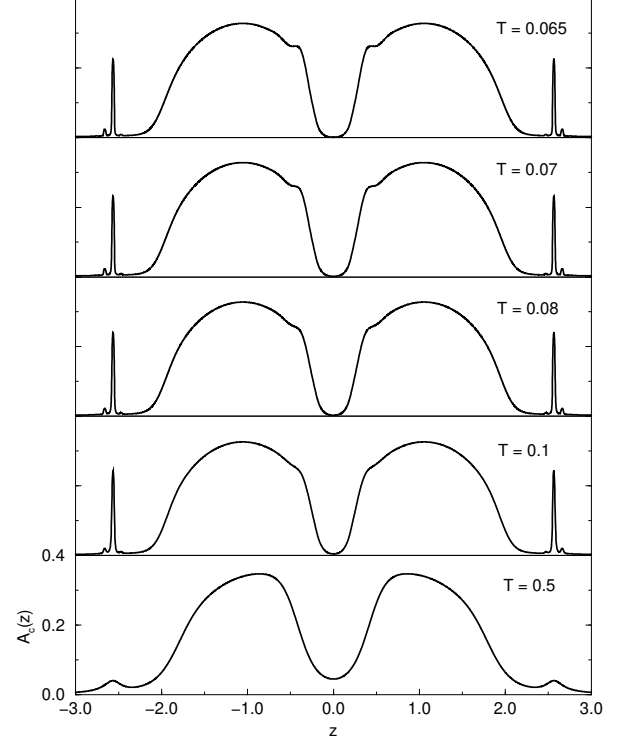 T = 0.065
T = 0.07
T = 0.08
T = 0.1
T = 0.5
0.4
0.2
0.0
A_c(z)
−3.0 −2.0 −1.0 0.0 1.0 2.0 3.0
z